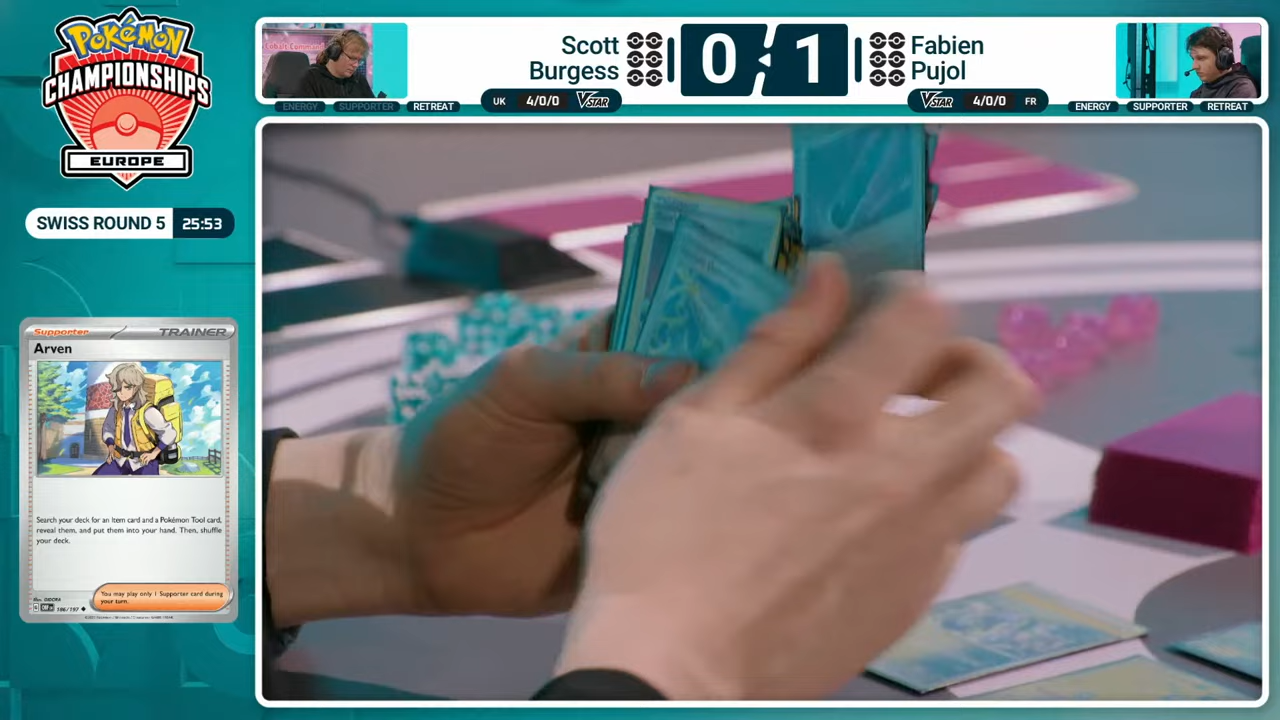 Pokémon
CHAMPIONSHIPS
EUROPE
SWISS ROUND 5 25:53
Scott
Burgess
0 1
Fabien
Pujol
ENERGY SUPPORTER RETREAT
UK 4/0/0 VSTAR
VSTAR 4/0/0 FR
ENERGY SUPPORTER RETREAT
Supporter TRAINER
Arven
Search your deck for an Item card and a Pokémon Tool card,
reveal them, and put them into your hand. Then, shuffle
your deck.
You may play only 1 Supporter card during
your turn.
186/197